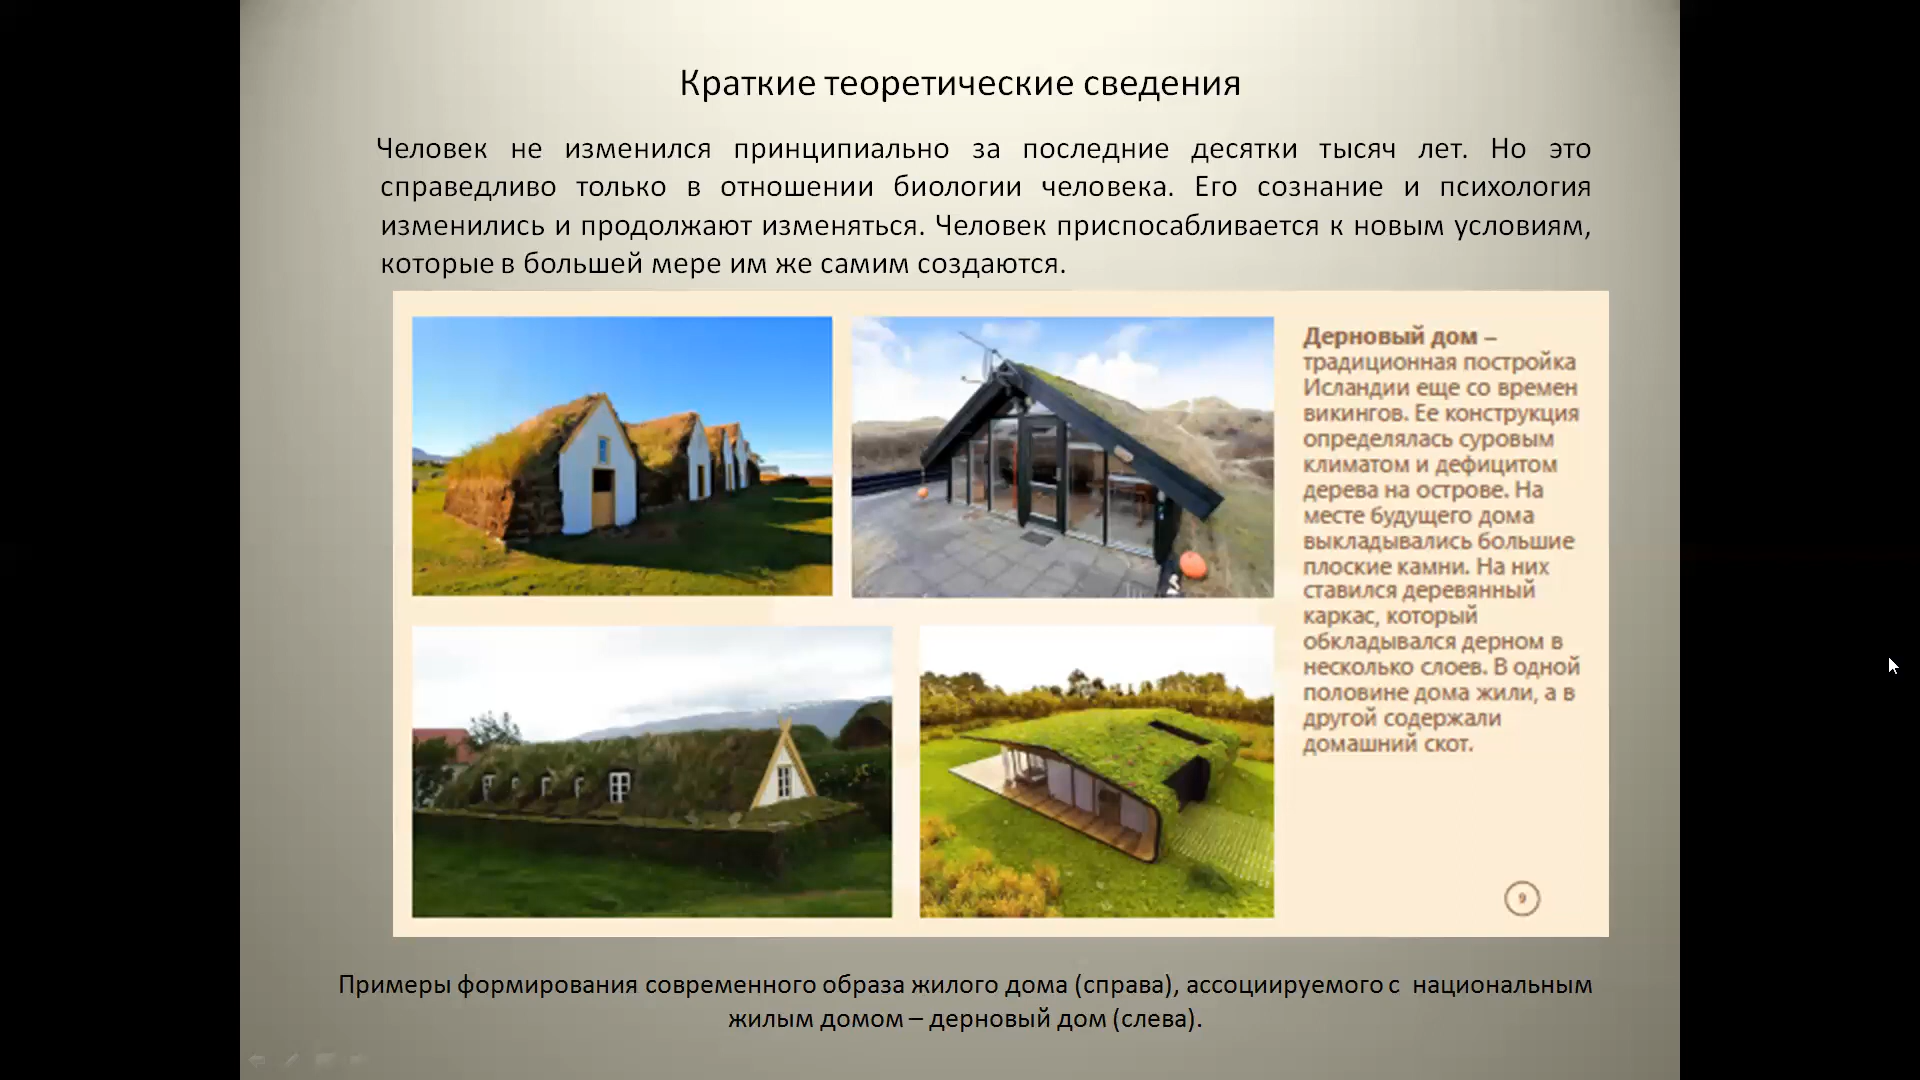 Краткие теоретические сведения
Человек не изменился принципиально за последние десятки тысяч лет. Но это
справедливо только в отношении биологии человека. Его сознание и психология
изменились и продолжают изменяться. Человек приспосабливается к новым условиям,
которые в большей мере им же самим создаются.
Дерновый дом –
традиционная постройка
Исландии еще со времен
викингов. Ее конструкция
определялась суровым
климатом и дефицитом
дерева на острове. На
месте будущего дома
выкладывались большие
плоские камни. На них
ставился деревянный
каркас, который
обкладывался дерном в
несколько слоев. В одной
половине дома жили, а в
другой содержали
домашний скот.
9
Примеры формирования современного образа жилого дома (справа), ассоциируемого с национальным
жилым домом – дерновый дом (слева).